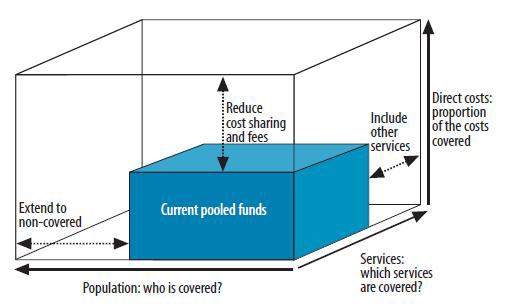 Reduce
cost sharing
and fees
Include
other
services
Direct costs:
proportion
of the costs
covered
Extend to
non-covered
Current pooled funds
Population: who is covered?
Services:
which services
are covered?